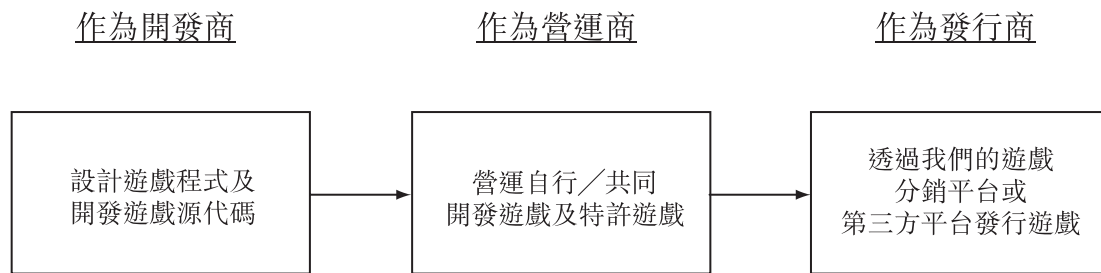 作為開發商
作為營運商
作為發行商
設計遊戲程式及
開發遊戲源代碼
營運自行／共同
開發遊戲及特許遊戲
透過我們的遊戲
分銷平台或
第三方平台發行遊戲